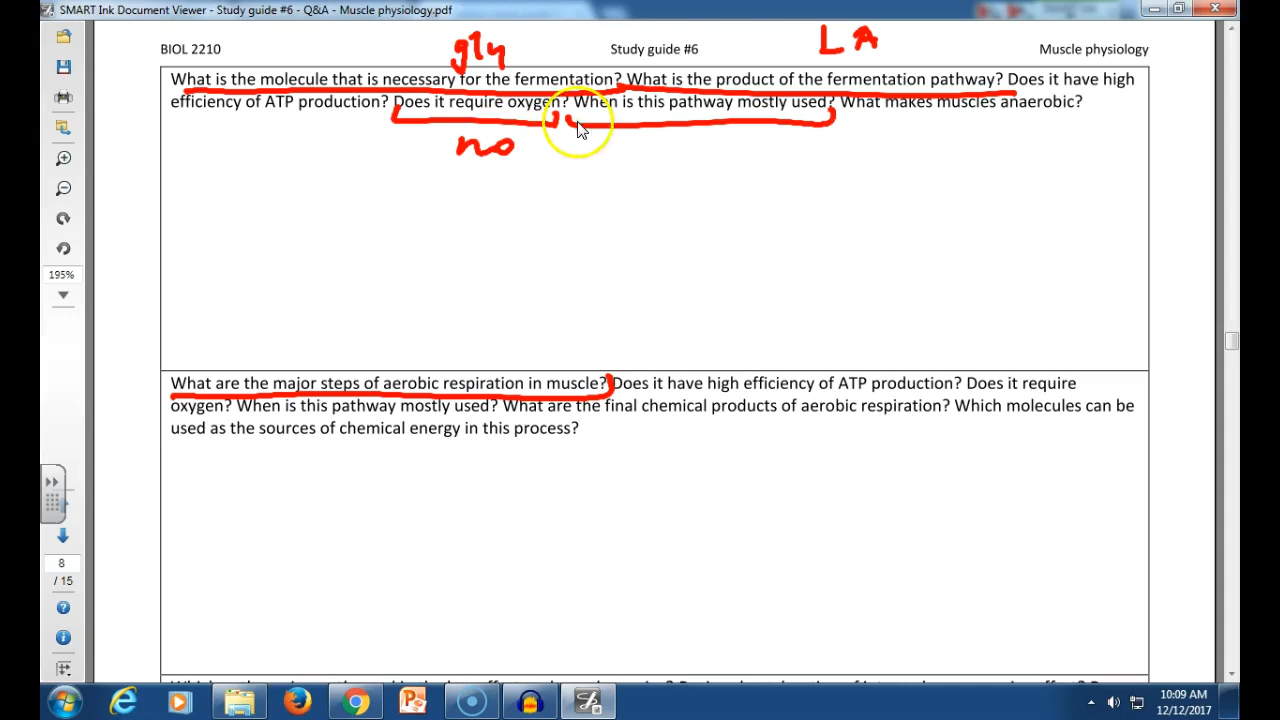 SMART Ink Document Viewer - Study guide #6 - Q&A - Muscle physiology.pdf
BIOL 2210 Study guide #6 Muscle physiology
gly LA
What is the molecule that is necessary for the fermentation? What is the product of the fermentation pathway? Does it have high
efficiency of ATP production? Does it require oxygen? When is this pathway mostly used? What makes muscles anaerobic?
no
What are the major steps of aerobic respiration in muscle? Does it have high efficiency of ATP production? Does it require
oxygen? When is this pathway mostly used? What are the final chemical products of aerobic respiration? Which molecules can be
used as the sources of chemical energy in this process?
195%
8
/ 15
10:09 AM
12/12/2017